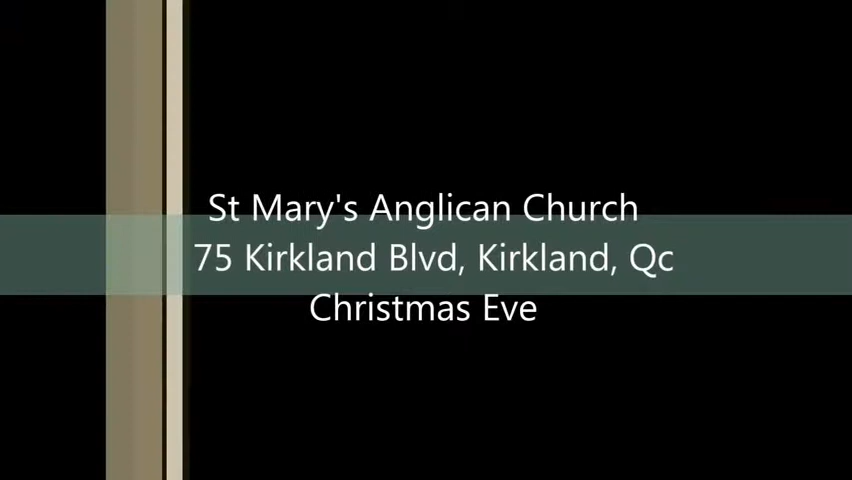 St Mary's Anglican Church
75 Kirkland Blvd, Kirkland, Qc
Christmas Eve